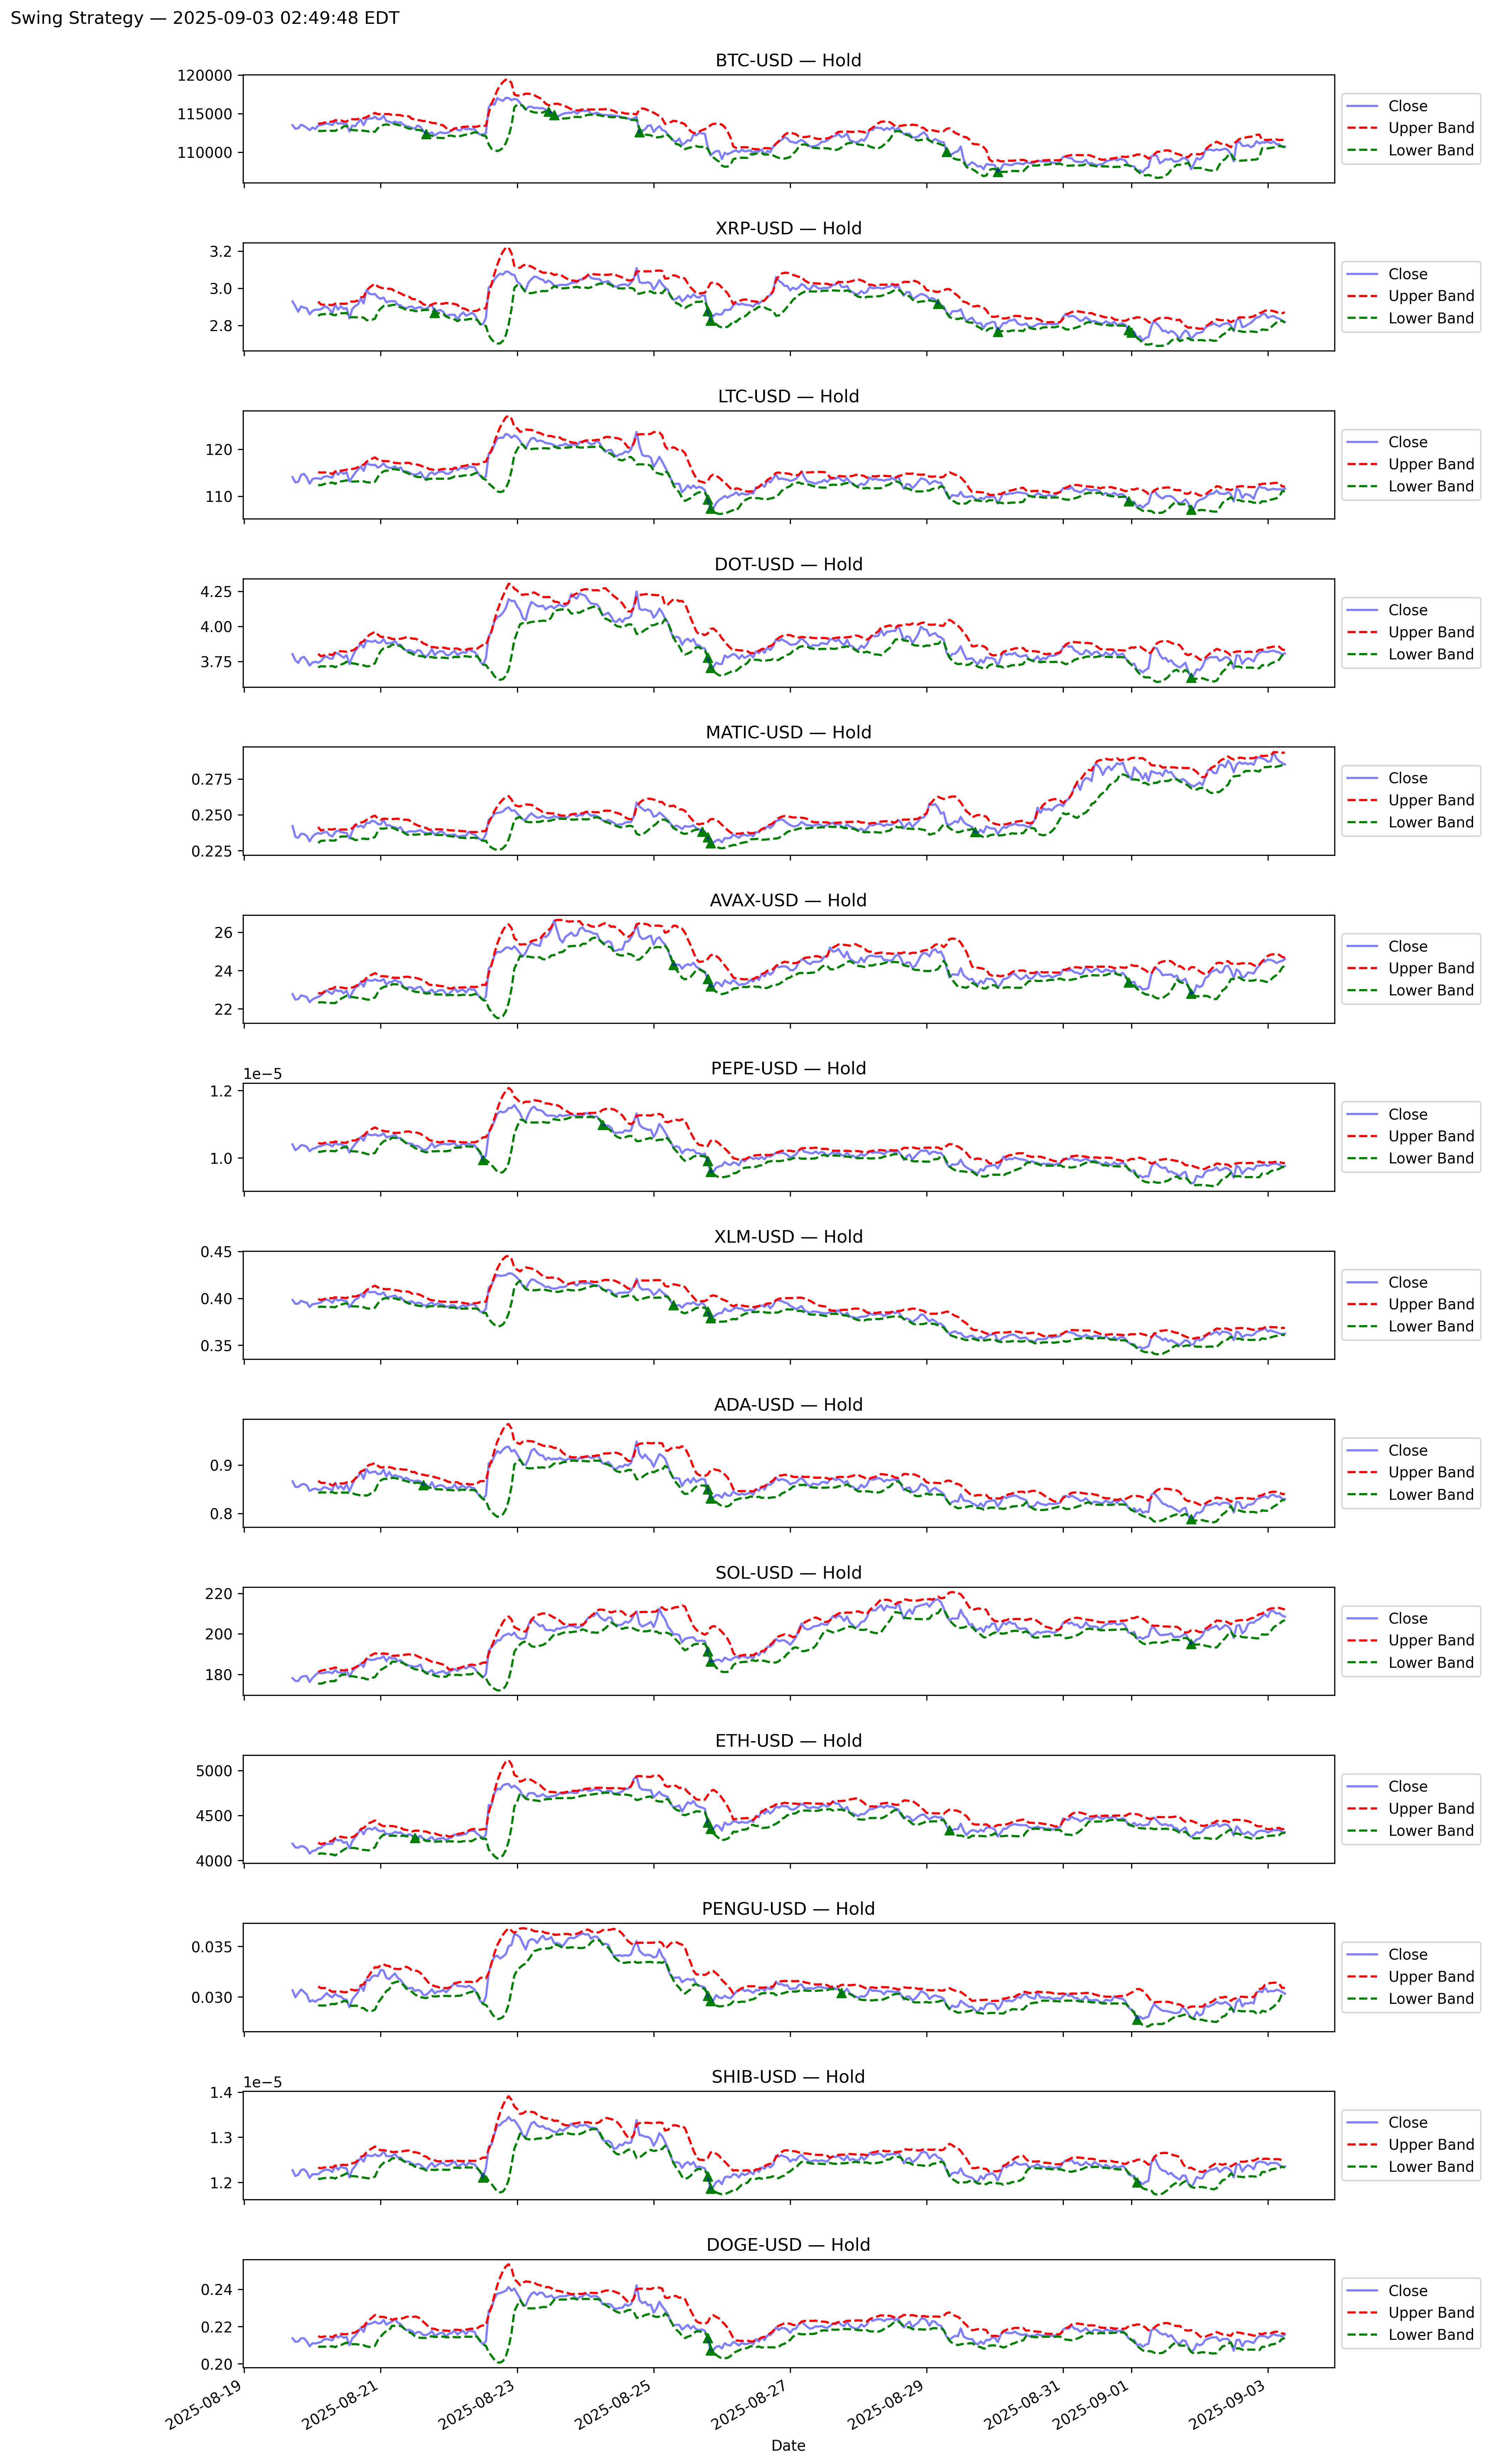 Swing Strategy — 2025-09-03 02:49:48 EDT
BTC-USD — Hold
120000
115000
110000
Close
Upper Band
Lower Band
XRP-USD — Hold
3.2
3.0
2.8
Close
Upper Band
Lower Band
LTC-USD — Hold
120
110
Close
Upper Band
Lower Band
DOT-USD — Hold
4.25
4.00
3.75
Close
Upper Band
Lower Band
MATIC-USD — Hold
0.275
0.250
0.225
Close
Upper Band
Lower Band
AVAX-USD — Hold
26
24
22
Close
Upper Band
Lower Band
PEPE-USD — Hold
1e−5
1.2
1.0
Close
Upper Band
Lower Band
XLM-USD — Hold
0.45
0.40
0.35
Close
Upper Band
Lower Band
ADA-USD — Hold
0.9
0.8
Close
Upper Band
Lower Band
SOL-USD — Hold
220
200
180
Close
Upper Band
Lower Band
ETH-USD — Hold
5000
4500
4000
Close
Upper Band
Lower Band
PENGU-USD — Hold
0.035
0.030
Close
Upper Band
Lower Band
SHIB-USD — Hold
1e−5
1.4
1.3
1.2
Close
Upper Band
Lower Band
DOGE-USD — Hold
0.24
0.22
0.20
Close
Upper Band
Lower Band
2025-08-19
2025-08-21
2025-08-23
2025-08-25
2025-08-27
2025-08-29
2025-08-31
2025-09-01
2025-09-03
Date